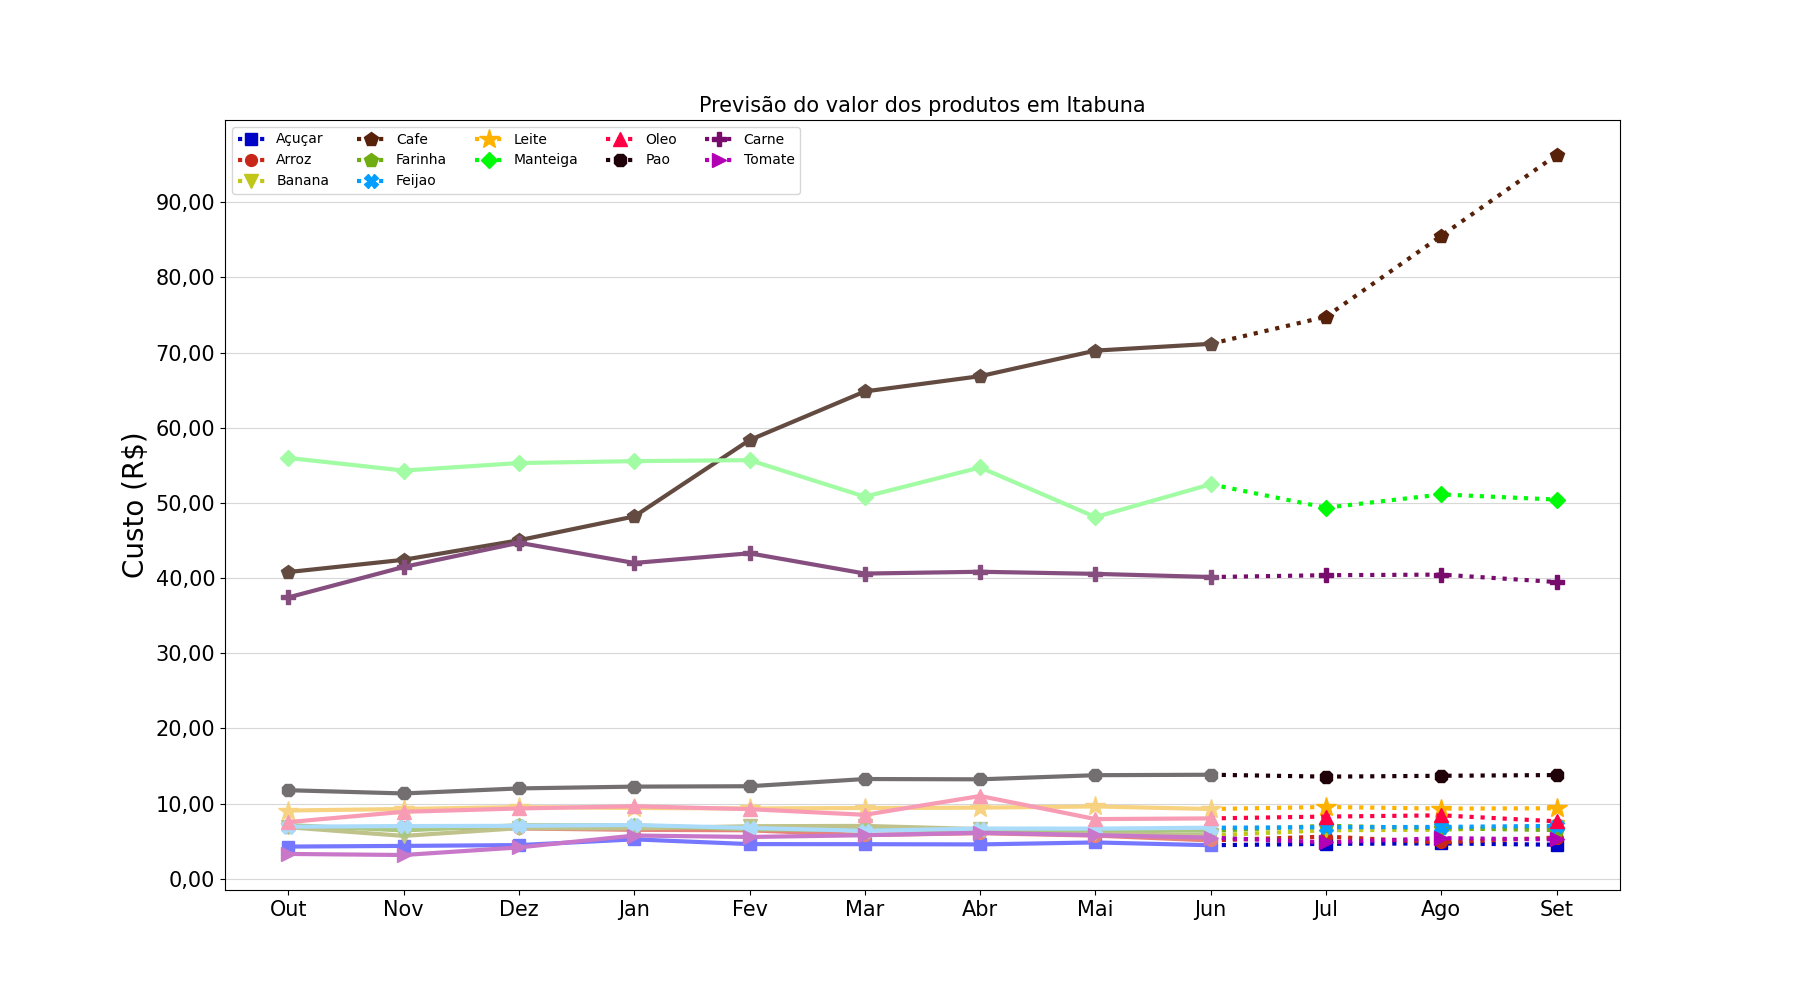 Previsão do valor dos produtos em Itabuna
Açuçar Cafe Leite Oleo Carne
Arroz Farinha Manteiga Pao Tomate
Banana Feijao
90,00
80,00
70,00
60,00
50,00
40,00
30,00
20,00
10,00
0,00
Custo (R$)
Out Nov Dez Jan Fev Mar Abr Mai Jun Jul Ago Set